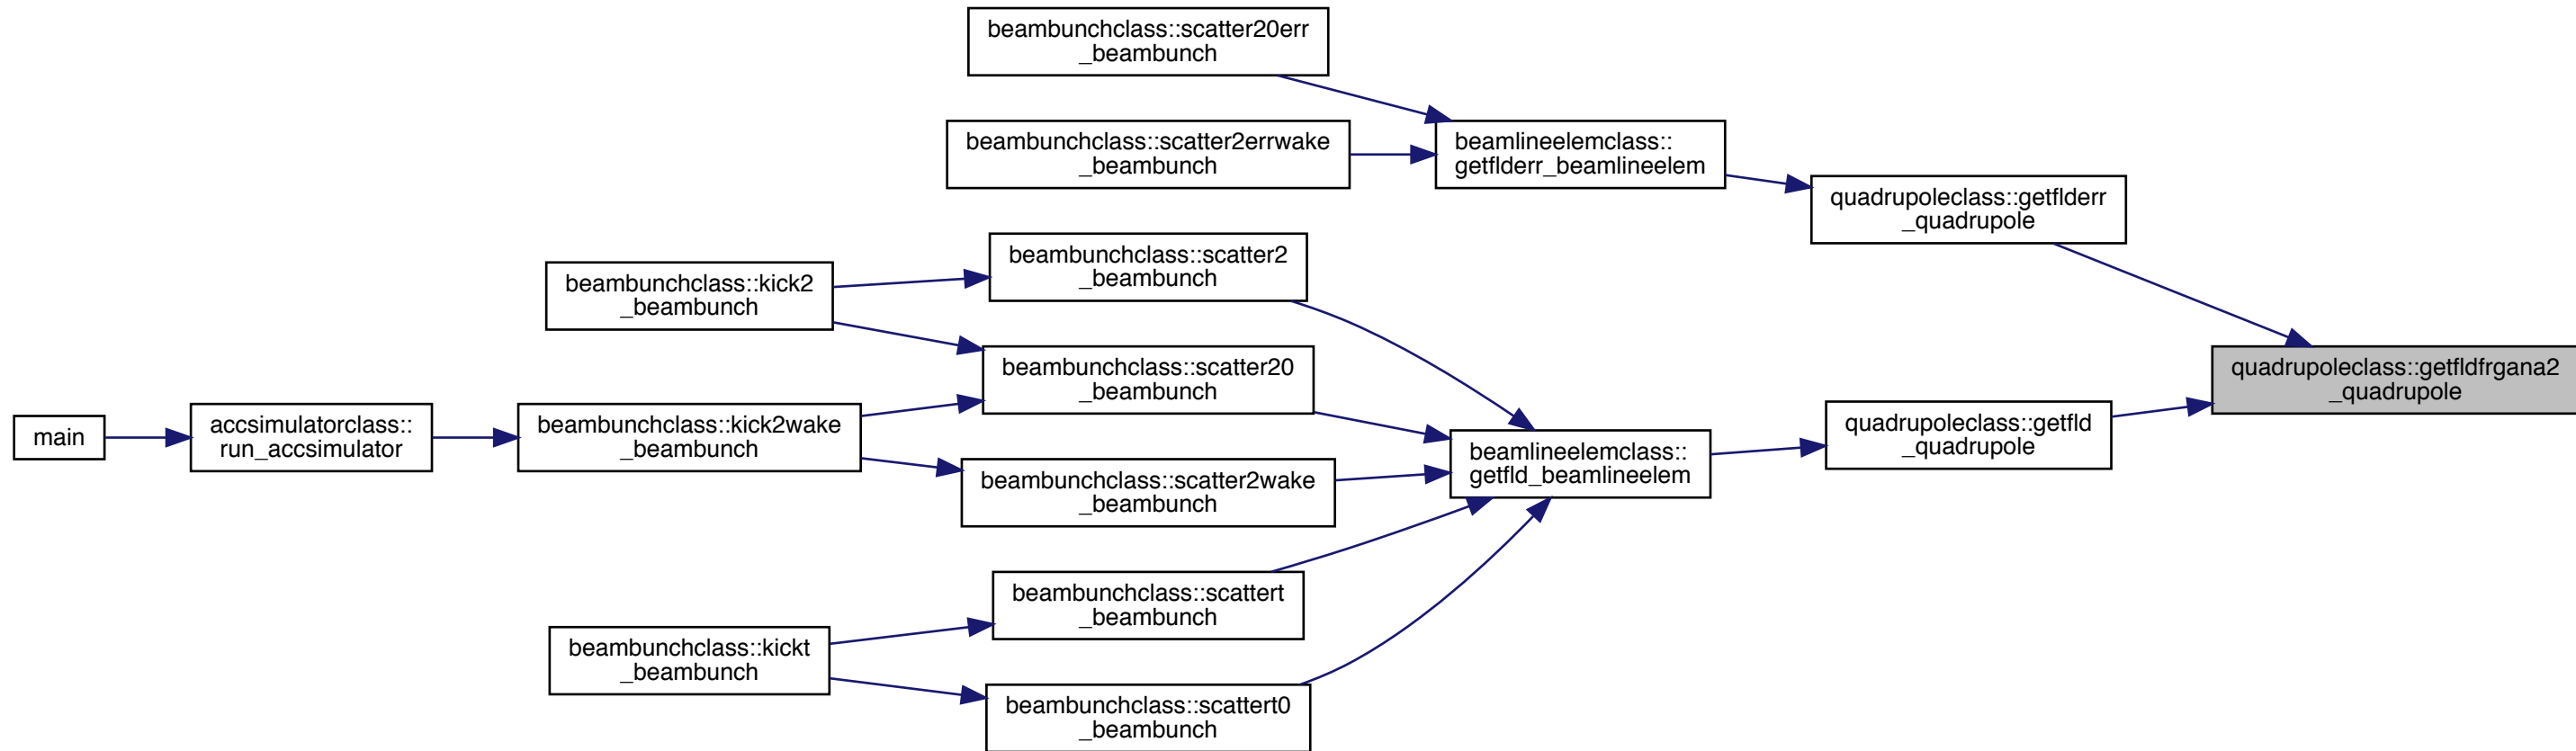 beambunchclass::scatter20err
_beambunch
beambunchclass::scatter2errwake
_beambunch
beamlineelemclass::
getflderr_beamlineelem
quadrupoleclass::getflderr
_quadrupole
beambunchclass::scatter2
_beambunch
beambunchclass::kick2
_beambunch
beambunchclass::scatter20
_beambunch
quadrupoleclass::getfldfrgana2
_quadrupole
main
accsimulatorclass::
run_accsimulator
beambunchclass::kick2wake
_beambunch
quadrupoleclass::getfld
_quadrupole
beamlineelemclass::
getfld_beamlineelem
beambunchclass::scatter2wake
_beambunch
beambunchclass::scattert
_beambunch
beambunchclass::kickt
_beambunch
beambunchclass::scattert0
_beambunch